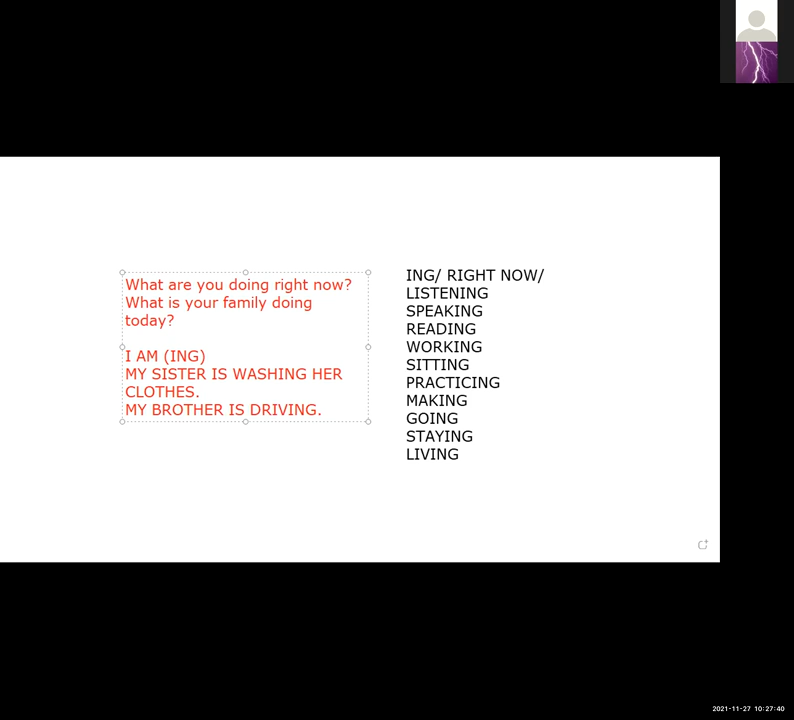 What are you doing right now?
What is your family doing
today?
I AM (ING)
MY SISTER IS WASHING HER
CLOTHES.
MY BROTHER IS DRIVING.
ING/ RIGHT NOW/
LISTENING
SPEAKING
READING
WORKING
SITTING
PRACTICING
MAKING
GOING
STAYING
LIVING
2021-11-27 10:27:40